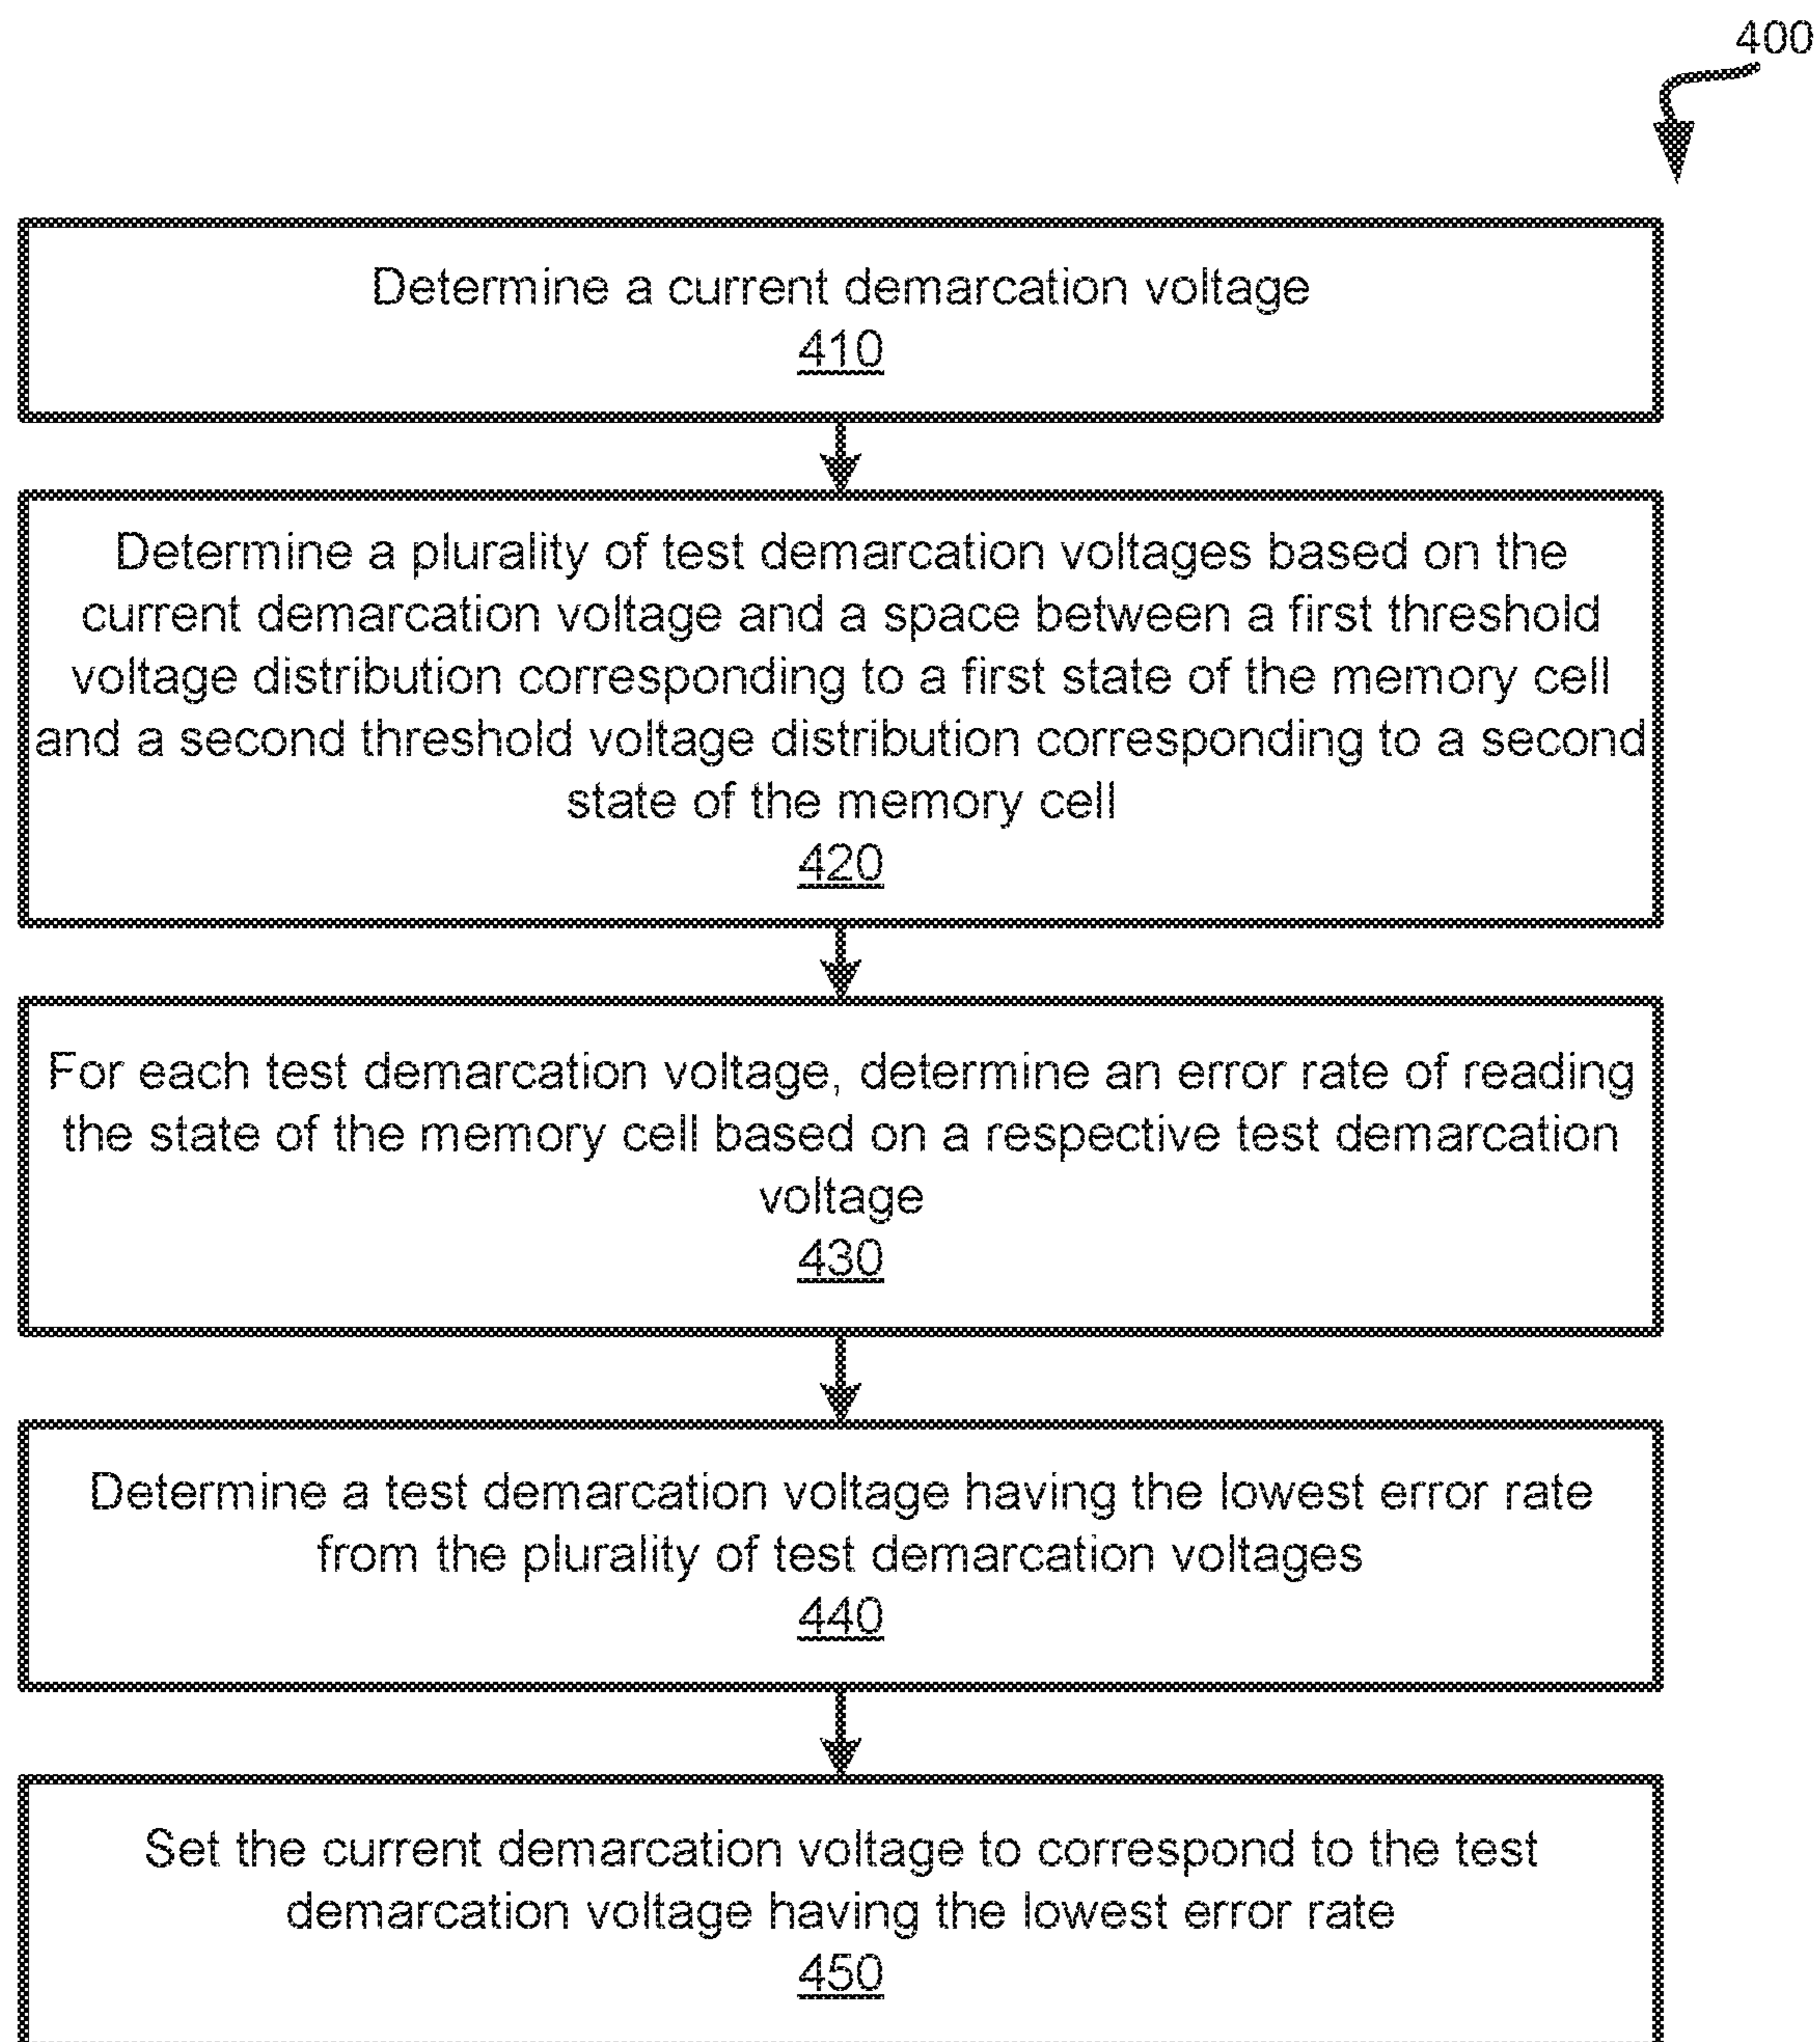 400
Determine a current demarcation voltage
410
Determine a plurality of test demarcation voltages based on the
current demarcation voltage and a space between a first threshold
voltage distribution corresponding to a first state of the memory cell
and a second threshold voltage distribution corresponding to a second
state of the memory cell
420
For each test demarcation voltage, determine an error rate of reading
the state of the memory cell based on a respective test demarcation
voltage
430
Determine a test demarcation voltage having the lowest error rate
from the plurality of test demarcation voltages
440
Set the current demarcation voltage to correspond to the test
demarcation voltage having the lowest error rate
450